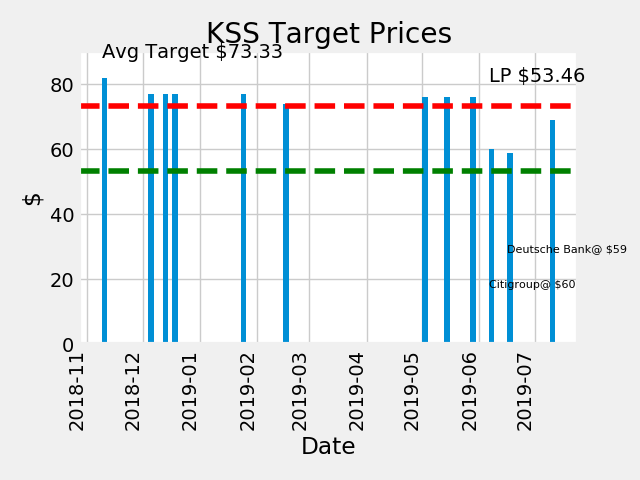 KSS Target Prices
Avg Target $73.33
LP $53.46
80
60
$
40
Deutsche Bank@ $59
20
Citigroup@ $60
0
2018-11
2018-12
2019-01
2019-02
2019-03
2019-04
2019-05
2019-06
2019-07
Date